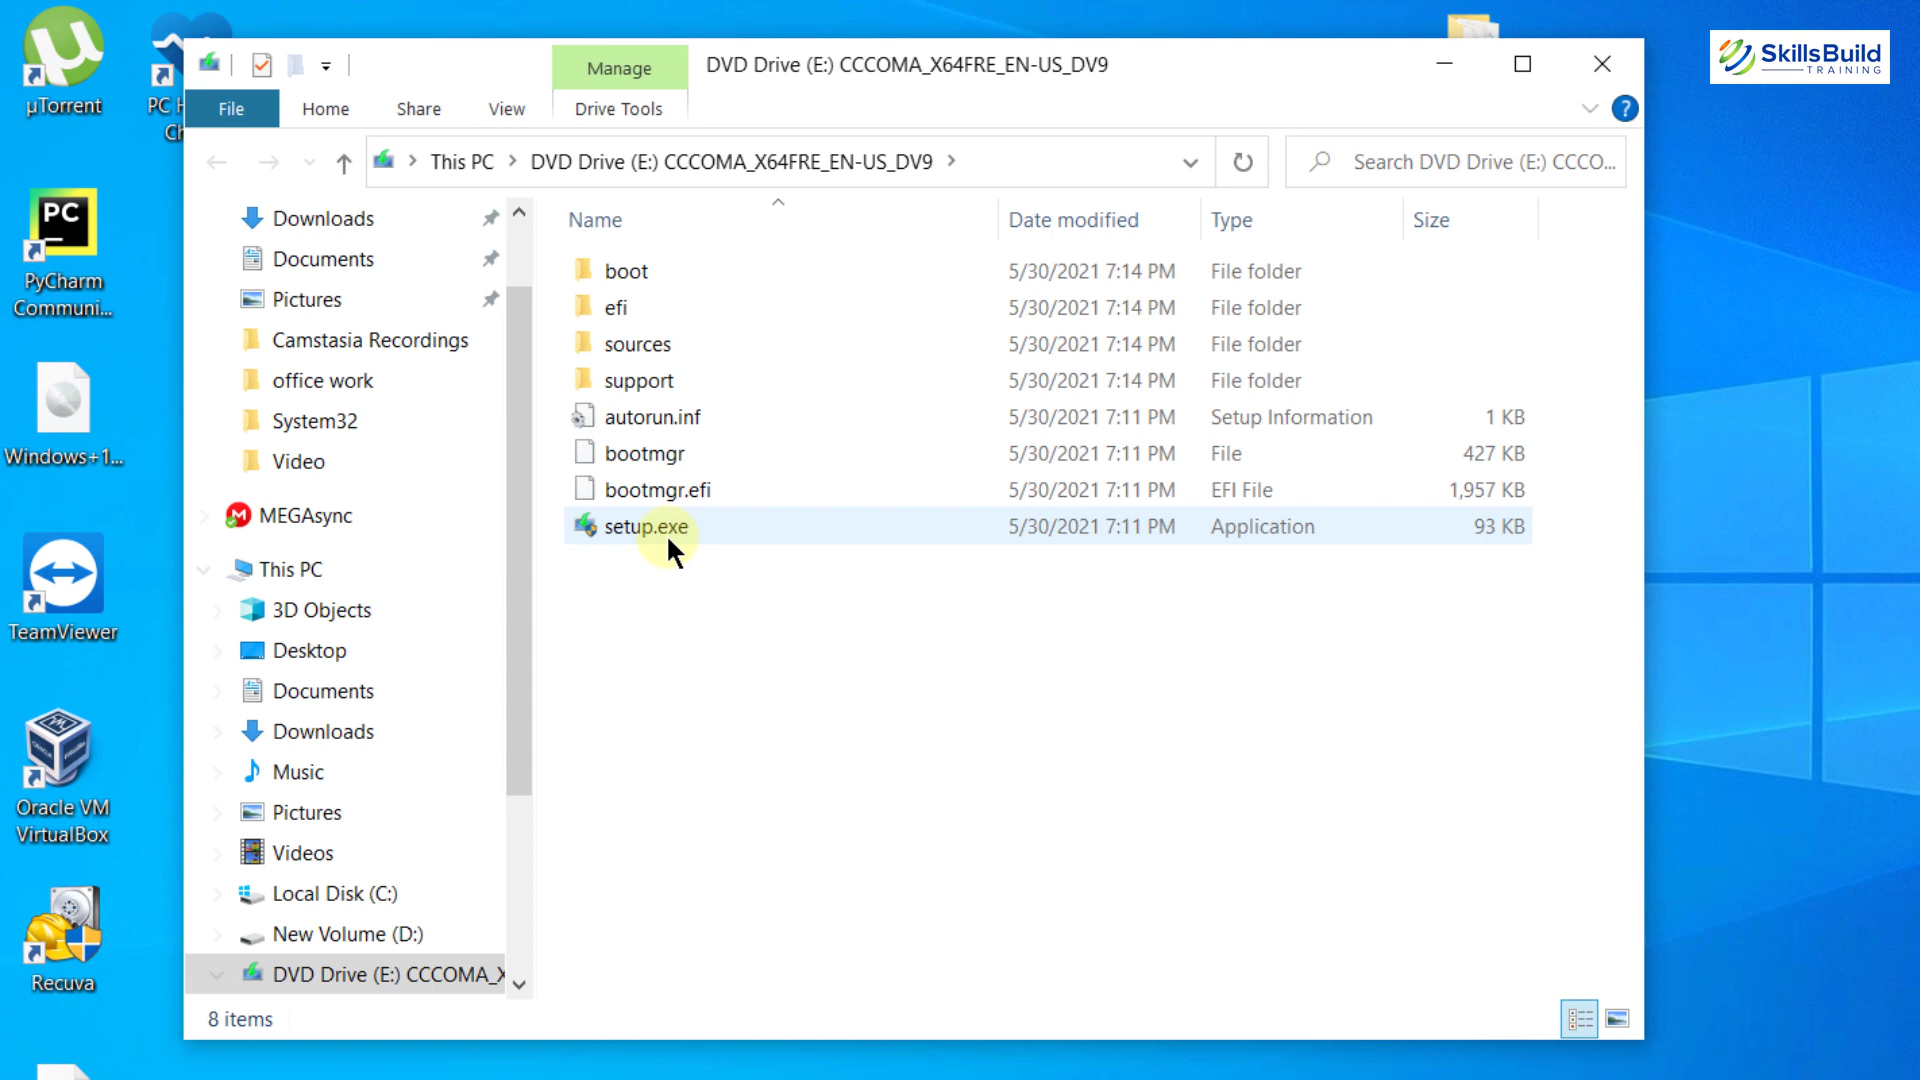 µTorrent
PC H
Ch
PyCharm
Communi...
Windows+1...
TeamViewer
Oracle VM
VirtualBox
Recuva
Manage
DVD Drive (E:) CCCOMA_X64FRE_EN-US_DV9
File
Home
Share
View
Drive Tools
This PC
DVD Drive (E:) CCCOMA_X64FRE_EN-US_DV9
Search DVD Drive (E:) CCCO...
Downloads
Documents
Pictures
Camstasia Recordings
office work
System32
Video
MEGAsync
This PC
3D Objects
Desktop
Documents
Downloads
Music
Pictures
Videos
Local Disk (C:)
New Volume (D:)
DVD Drive (E:) CCCOMA_X
Name Date modified Type Size
boot 5/30/2021 7:14 PM File folder
efi 5/30/2021 7:14 PM File folder
sources 5/30/2021 7:14 PM File folder
support 5/30/2021 7:14 PM File folder
autorun.inf 5/30/2021 7:11 PM Setup Information 1 KB
bootmgr 5/30/2021 7:11 PM File 427 KB
bootmgr.efi 5/30/2021 7:11 PM EFI File 1,957 KB
setup.exe 5/30/2021 7:11 PM Application 93 KB
8 items
SkillsBuild
TRAINING